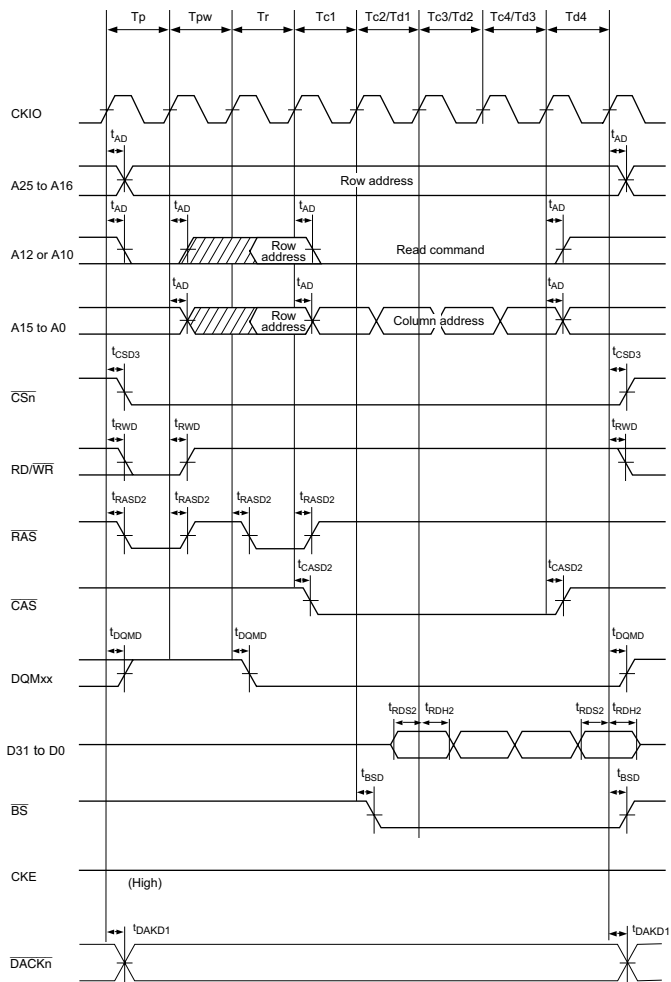 Tp Tpw Tr Tc1 Tc2/Td1 Tc3/Td2 Tc4/Td3 Td4
CKIO
tAD tAD
A25 to A16 Row address
tAD tAD tAD tAD
A12 or A10 Row address Read command
tAD tAD tAD
A15 to A0 Row address Column address
tCSD3 tCSD3
CSn
tRWD tRWD tRWD
RD/WR
tRASD2 tRASD2 tRASD2 tRASD2
RAS
tCASD2 tCASD2
CAS
tDQMD tDQMD tDQMD
DQMxx
tRDS2 tRDH2 tRDS2 tRDH2
D31 to D0
tBSD tBSD
BS
CKE (High)
tDAKD1 tDAKD1
DACKn